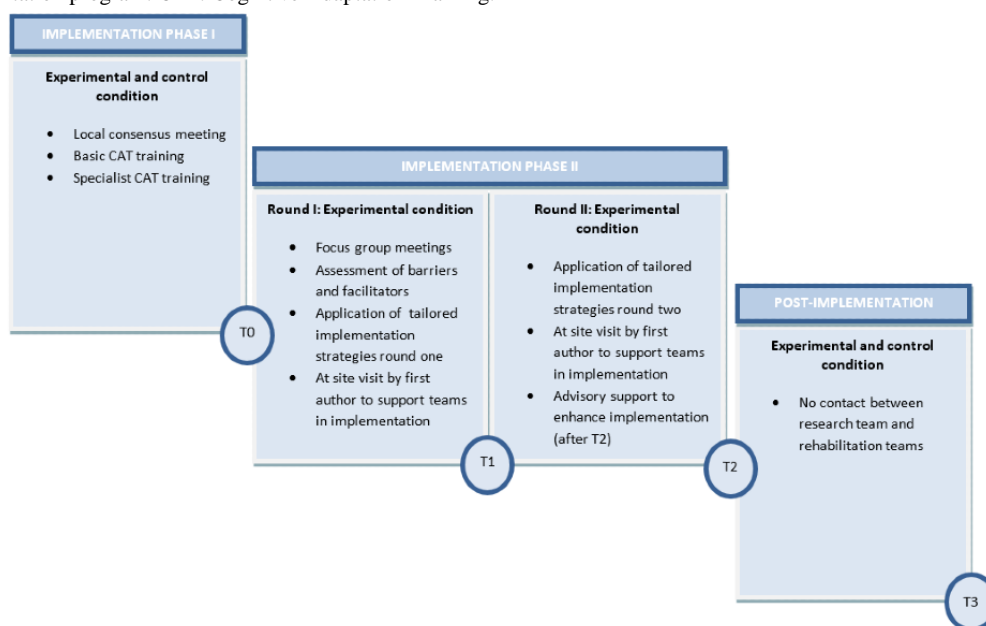 IMPLEMENTATION PHASE I
Experimental and control
condition
• Local consensus meeting
• Basic CAT training
• Specialist CAT training
T0
IMPLEMENTATION PHASE II
Round I: Experimental condition
• Focus group meetings
• Assessment of barriers
and facilitators
• Application of tailored
implementation
strategies round one
• At site visit by first
author to support teams
in implementation
T1
Round II: Experimental
condition
• Application of tailored
implementation
strategies round two
• At site visit by first
author to support teams
in implementation
• Advisory support to
enhance implementation
(after T2)
T2
POST-IMPLEMENTATION
Experimental and control
condition
• No contact between
research team and
rehabilitation teams
T3